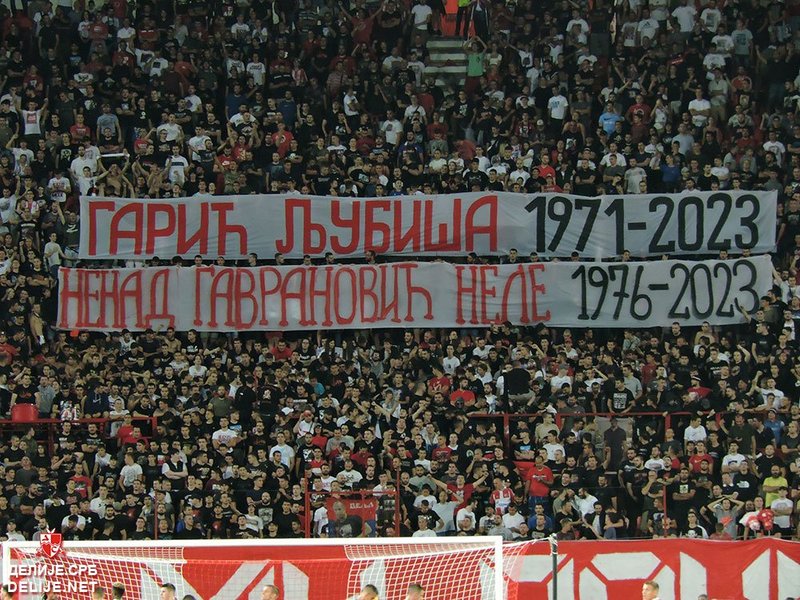 ГАРИЋ ЉУБИША 1971-2023
НЕНАД ГАВРАНОВИЋ НЕЛЕ 1976-2023
ДЕЛИЈЕ.СРБ
DELIJE.NET